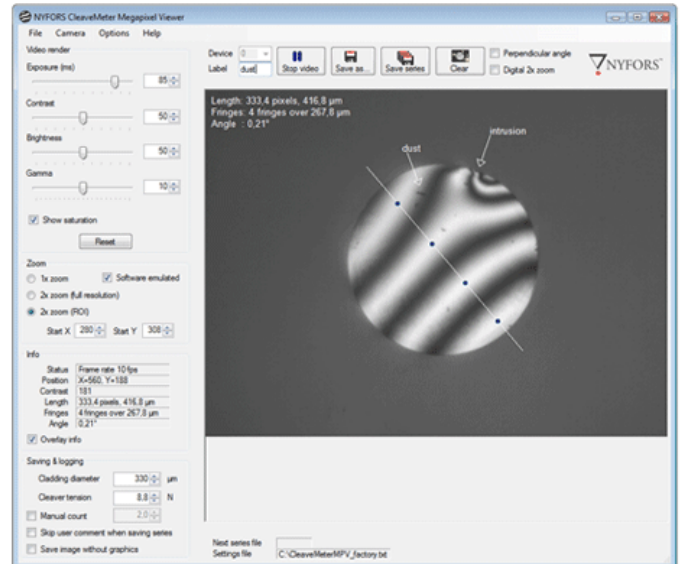 NYFORS CleaveMeter Megapixel Viewer
File Camera Options Help
Video render
Exposure (ms)
85
Contrast
50
Brightness
50
Gamma
10
Show saturation
Reset
Zoom
1x zoom Software emulated
2x zoom (full resolution)
2x zoom (ROI)
Start X 280 Start Y 308
Info
Status Frame rate 10 fps
Position X=560, Y=188
Contrast 181
Length 333,4 pixels, 416,8 µm
Fringes 4 fringes over 267,8 µm
Angle 0,21°
Overlay info
Saving & logging
Cladding diameter 330 µm
Cleaver tension 8.8 N
Manual count 2,0
Skip user comment when saving series
Save image without graphics
Device 0
Label dust
Stop video
Save as...
Save series
Clear
Perpendicular angle
Digital 2x zoom
NYFORS™
Length: 333,4 pixels, 416,8 µm
Fringes: 4 fringes over 267,8 µm
Angle : 0,21°
dust
intrusion
Next series file
Settings file C:\CleaveMeterMPV_factory.txt